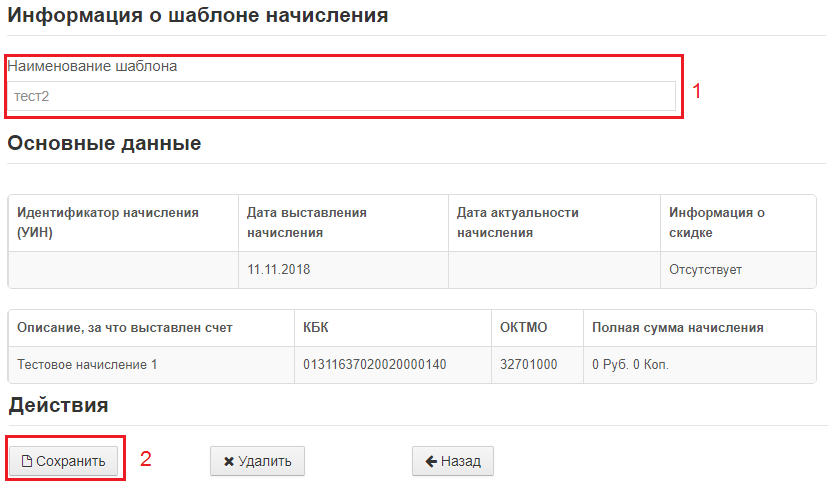 Информация о шаблоне начисления
Наименование шаблона
тест2
1
Основные данные
Идентификатор начисления (УИН) Дата выставления начисления Дата актуальности начисления Информация о скидке
11.11.2018 Отсутствует
Описание, за что выставлен счет КБК ОКТМО Полная сумма начисления
Тестовое начисление 1 01311637020020000140 32701000 0 Руб. 0 Коп.
Действия
Сохранить 2 Удалить Назад